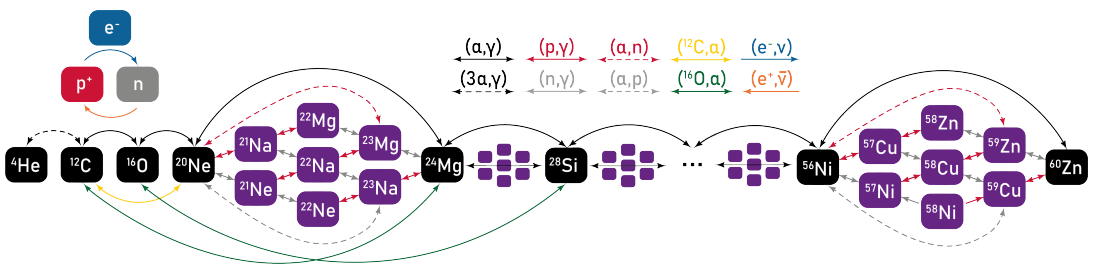 e⁻
p⁺ n
(α,γ) (p,γ) (α,n) (¹²C,α) (e⁻,ν)
(3α,γ) (n,γ) (α,p) (¹⁶O,α) (e⁺,ν̄)
²²Mg
²¹Na ²³Mg
⁴He ¹²C ¹⁶O ²⁰Ne ²²Na ²⁴Mg ²⁸Si ... ⁵⁶Ni ⁵⁸Cu ⁶⁰Zn
²¹Ne ²³Na
²²Ne
⁵⁸Zn
⁵⁷Cu ⁵⁹Zn
⁵⁷Ni ⁵⁹Cu
⁵⁸Ni